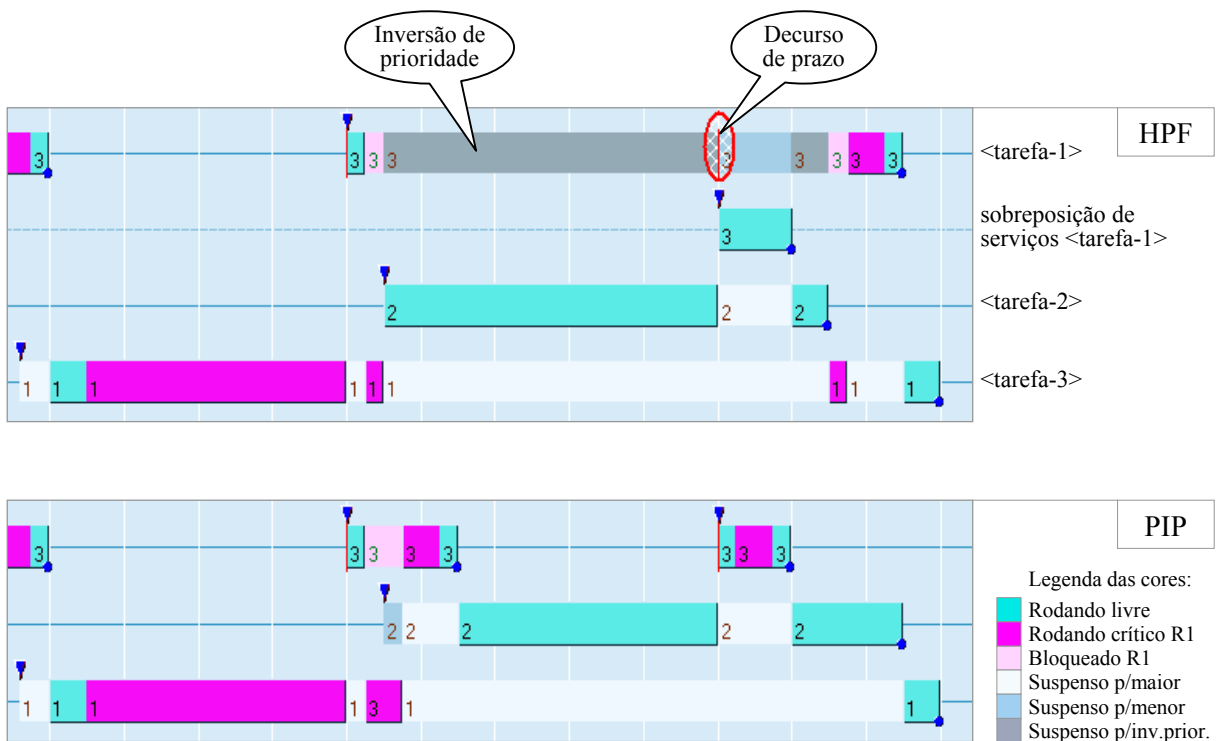 Inversão de
prioridade
Decurso
de prazo
HPF
3 3 3 3 3 3 3 3 <tarefa-1>
3
sobreposição de
serviços <tarefa-1>
2 2 2 <tarefa-2>
1 1 1 1 1 1 1 1 1 <tarefa-3>
PIP
3 3 3 3 3 3 3 3
Legenda das cores:
Rodando livre
2 2 2 2 2
Rodando crítico R1
Bloqueado R1
Suspenso p/maior
1 1 1 1 3 1 1
Suspenso p/menor
Suspenso p/inv.prior.